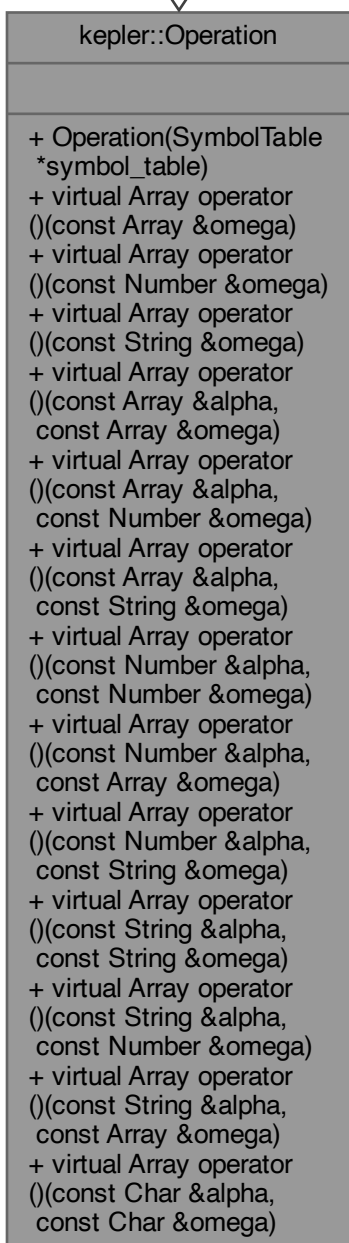 kepler::Operation
+ Operation(SymbolTable
*symbol_table)
+ virtual Array operator
()(const Array &omega)
+ virtual Array operator
()(const Number &omega)
+ virtual Array operator
()(const String &omega)
+ virtual Array operator
()(const Array &alpha,
const Array &omega)
+ virtual Array operator
()(const Array &alpha,
const Number &omega)
+ virtual Array operator
()(const Array &alpha,
const String &omega)
+ virtual Array operator
()(const Number &alpha,
const Number &omega)
+ virtual Array operator
()(const Number &alpha,
const Array &omega)
+ virtual Array operator
()(const Number &alpha,
const String &omega)
+ virtual Array operator
()(const String &alpha,
const String &omega)
+ virtual Array operator
()(const String &alpha,
const Number &omega)
+ virtual Array operator
()(const String &alpha,
const Array &omega)
+ virtual Array operator
()(const Char &alpha,
const Char &omega)